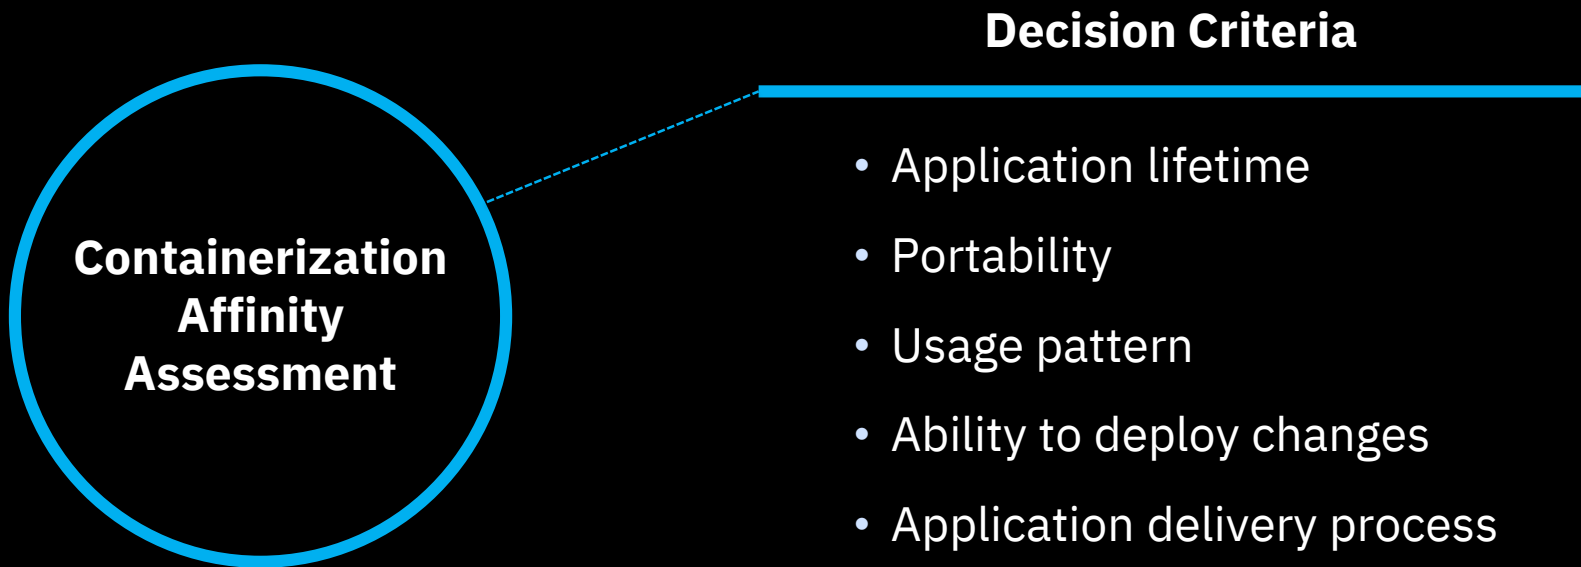 Decision Criteria
Containerization
Affinity
Assessment
• Application lifetime
• Portability
• Usage pattern
• Ability to deploy changes
• Application delivery process